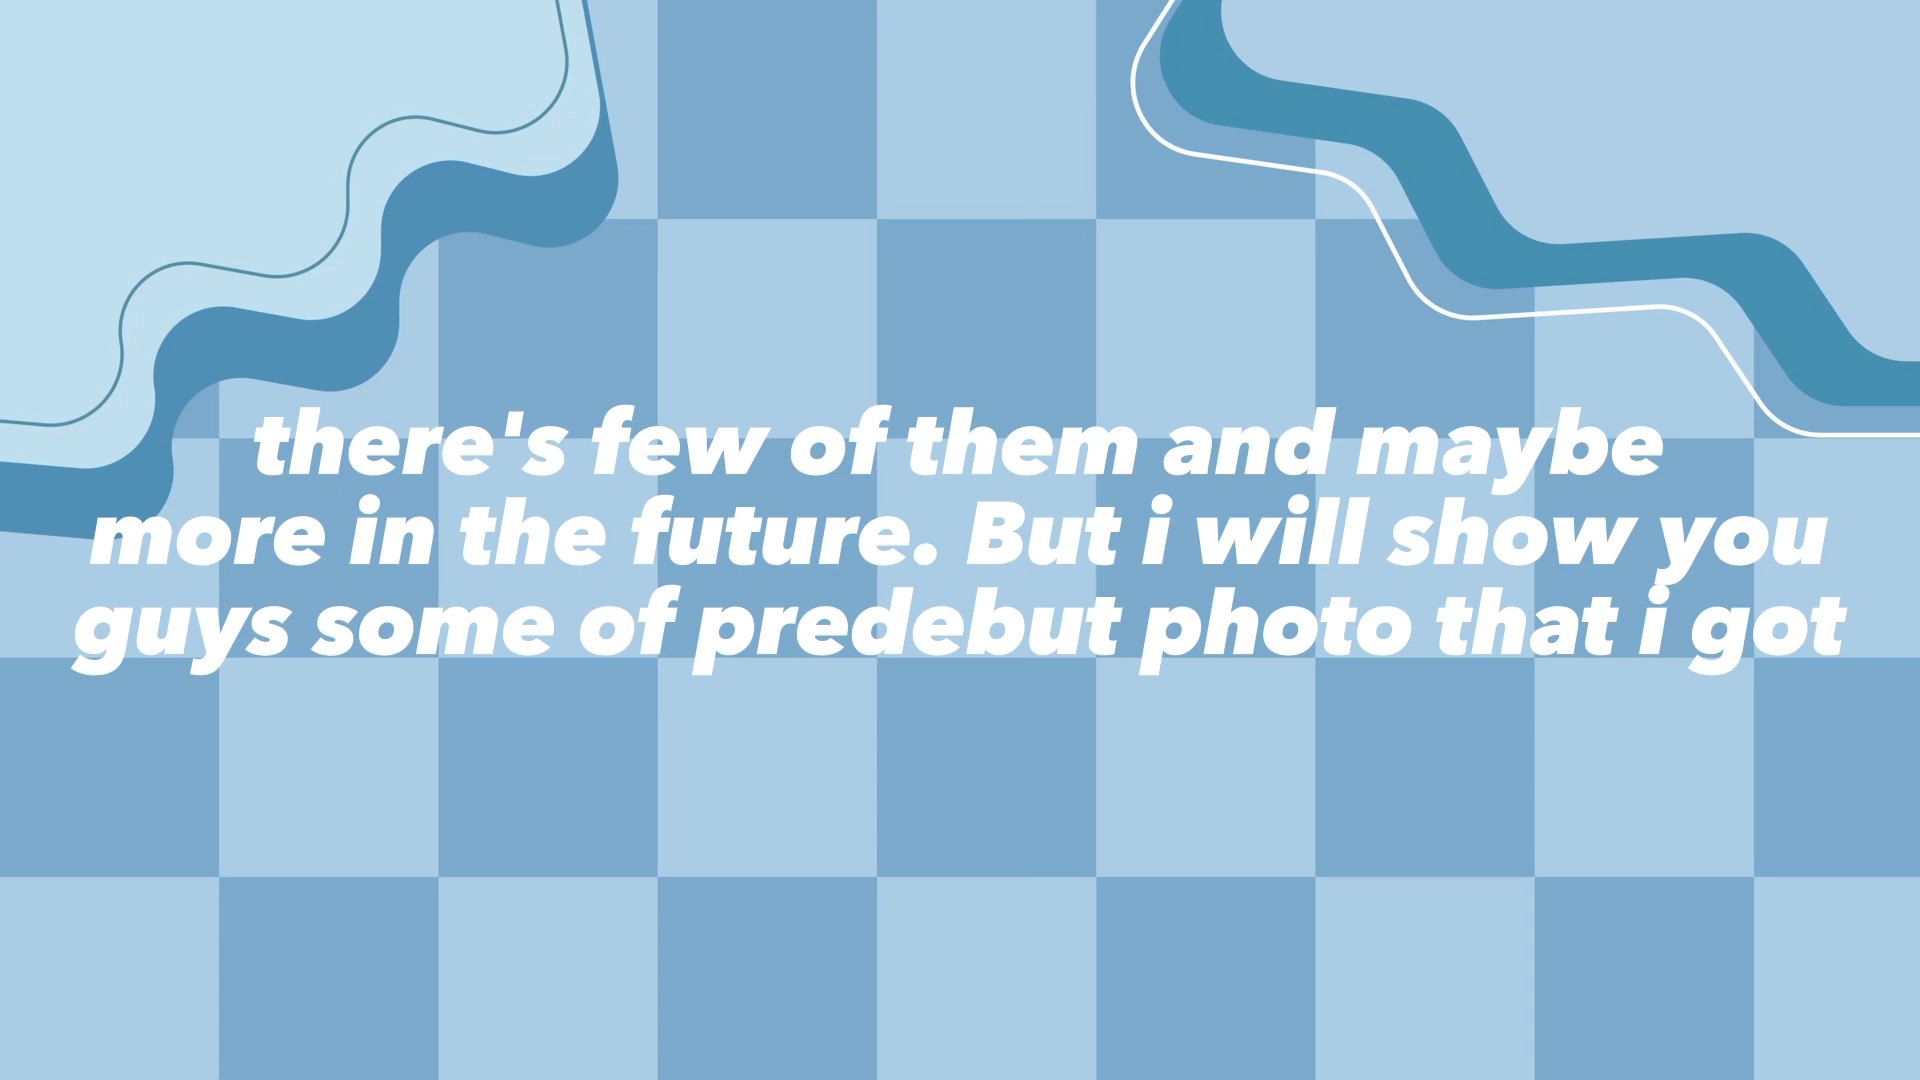 there's few of them and maybe
more in the future. But i will show you
guys some of predebut photo that i got